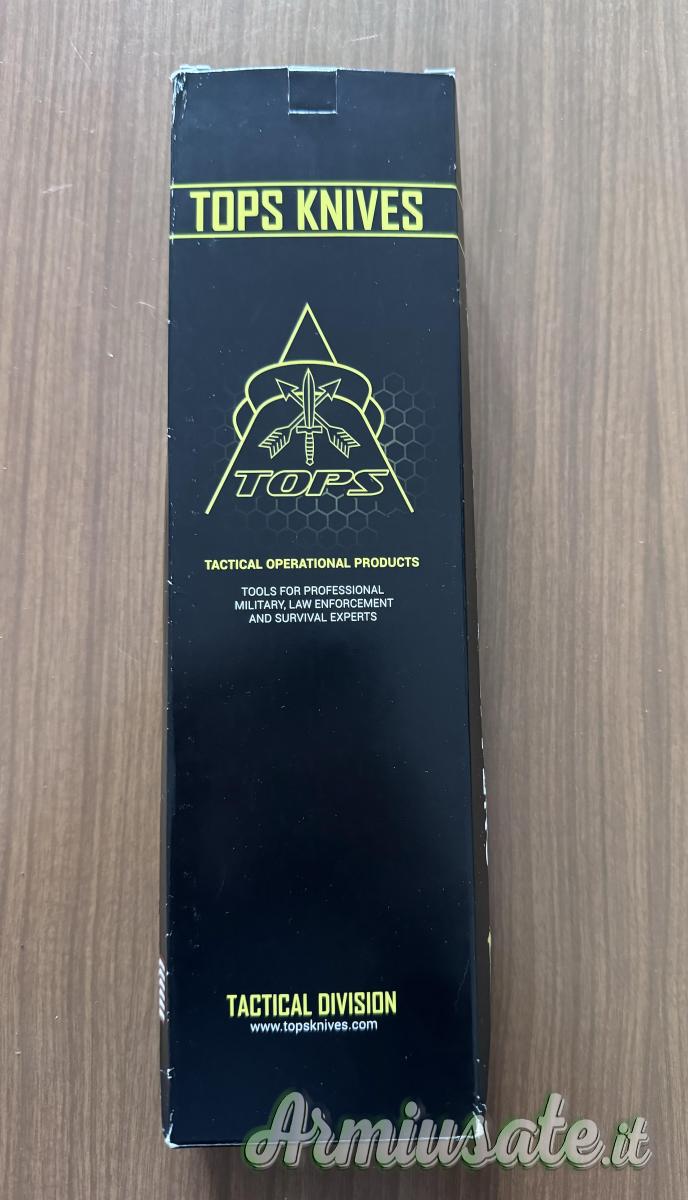 TOPS KNIVES
TOPS
TACTICAL OPERATIONAL PRODUCTS
TOOLS FOR PROFESSIONAL
MILITARY, LAW ENFORCEMENT
AND SURVIVAL EXPERTS
TACTICAL DIVISION
www.topsknives.com
Armiusate.it